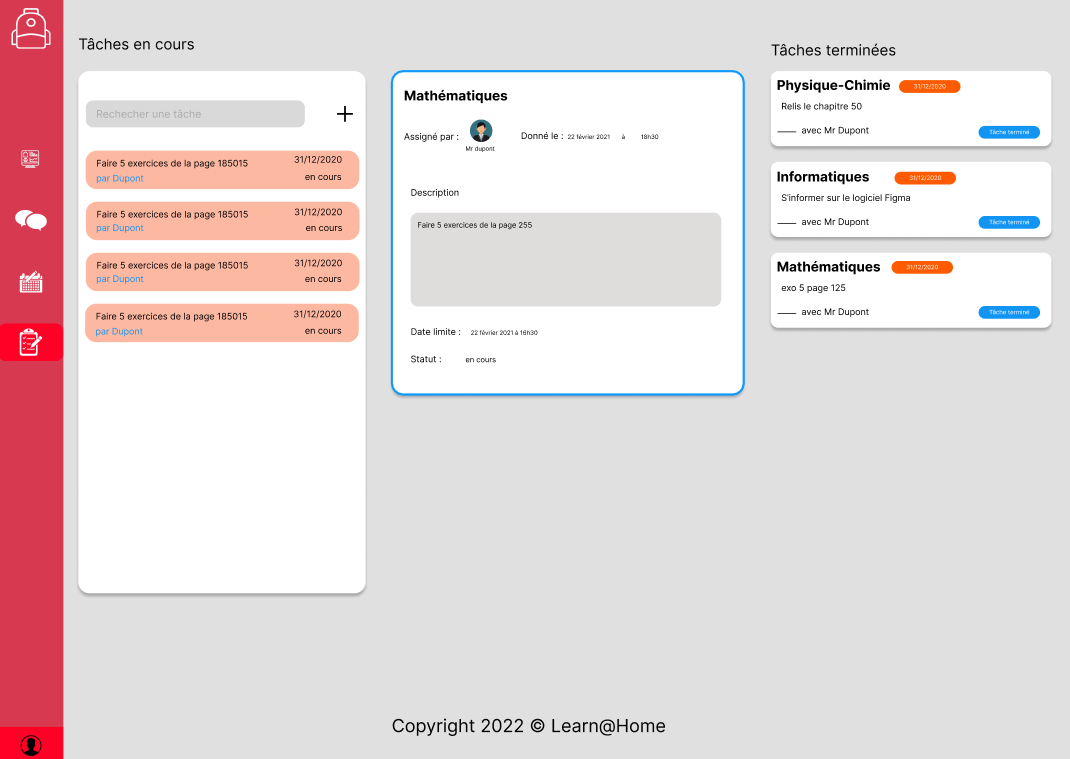 Tâches en cours
Rechecher une tâche
Faire 5 exercices de la page 185015 31/12/2020
par Dupont en cours
Faire 5 exercices de la page 185015 31/12/2020
par Dupont en cours
Faire 5 exercices de la page 185015 31/12/2020
par Dupont en cours
Faire 5 exercices de la page 185015 31/12/2020
par Dupont en cours
Mathématiques
Assigné par : Donné le : 22 février 2021 à 18h30
Mr dupont
Description
Faire 5 exercices de la page 255
Date limite : 22 février 2021 à 16h30
Statut : en cours
Tâches terminées
Physique-Chimie 31/12/2020
Relis le chapitre 50
avec Mr Dupont Tâche terminé
Informatiques 31/12/2020
S'informer sur le logiciel Figma
avec Mr Dupont Tâche terminé
Mathématiques 31/12/2020
exo 5 page 125
avec Mr Dupont Tâche terminé
Copyright 2022 © Learn@Home